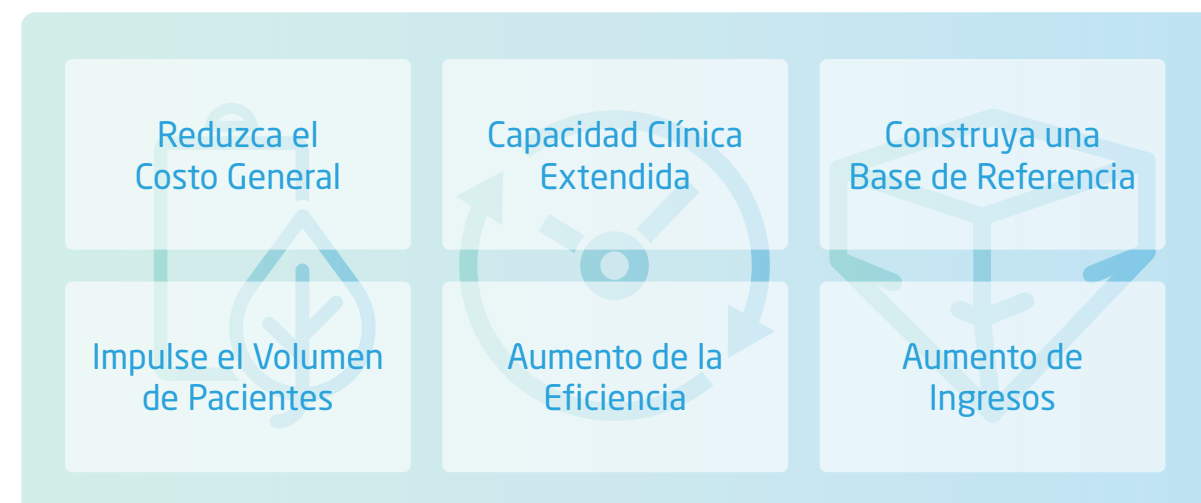 Reduzca el
Costo General
Capacidad Clínica
Extendida
Construya una
Base de Referencia
Impulse el Volumen
de Pacientes
Aumento de la
Eficiencia
Aumento de
Ingresos